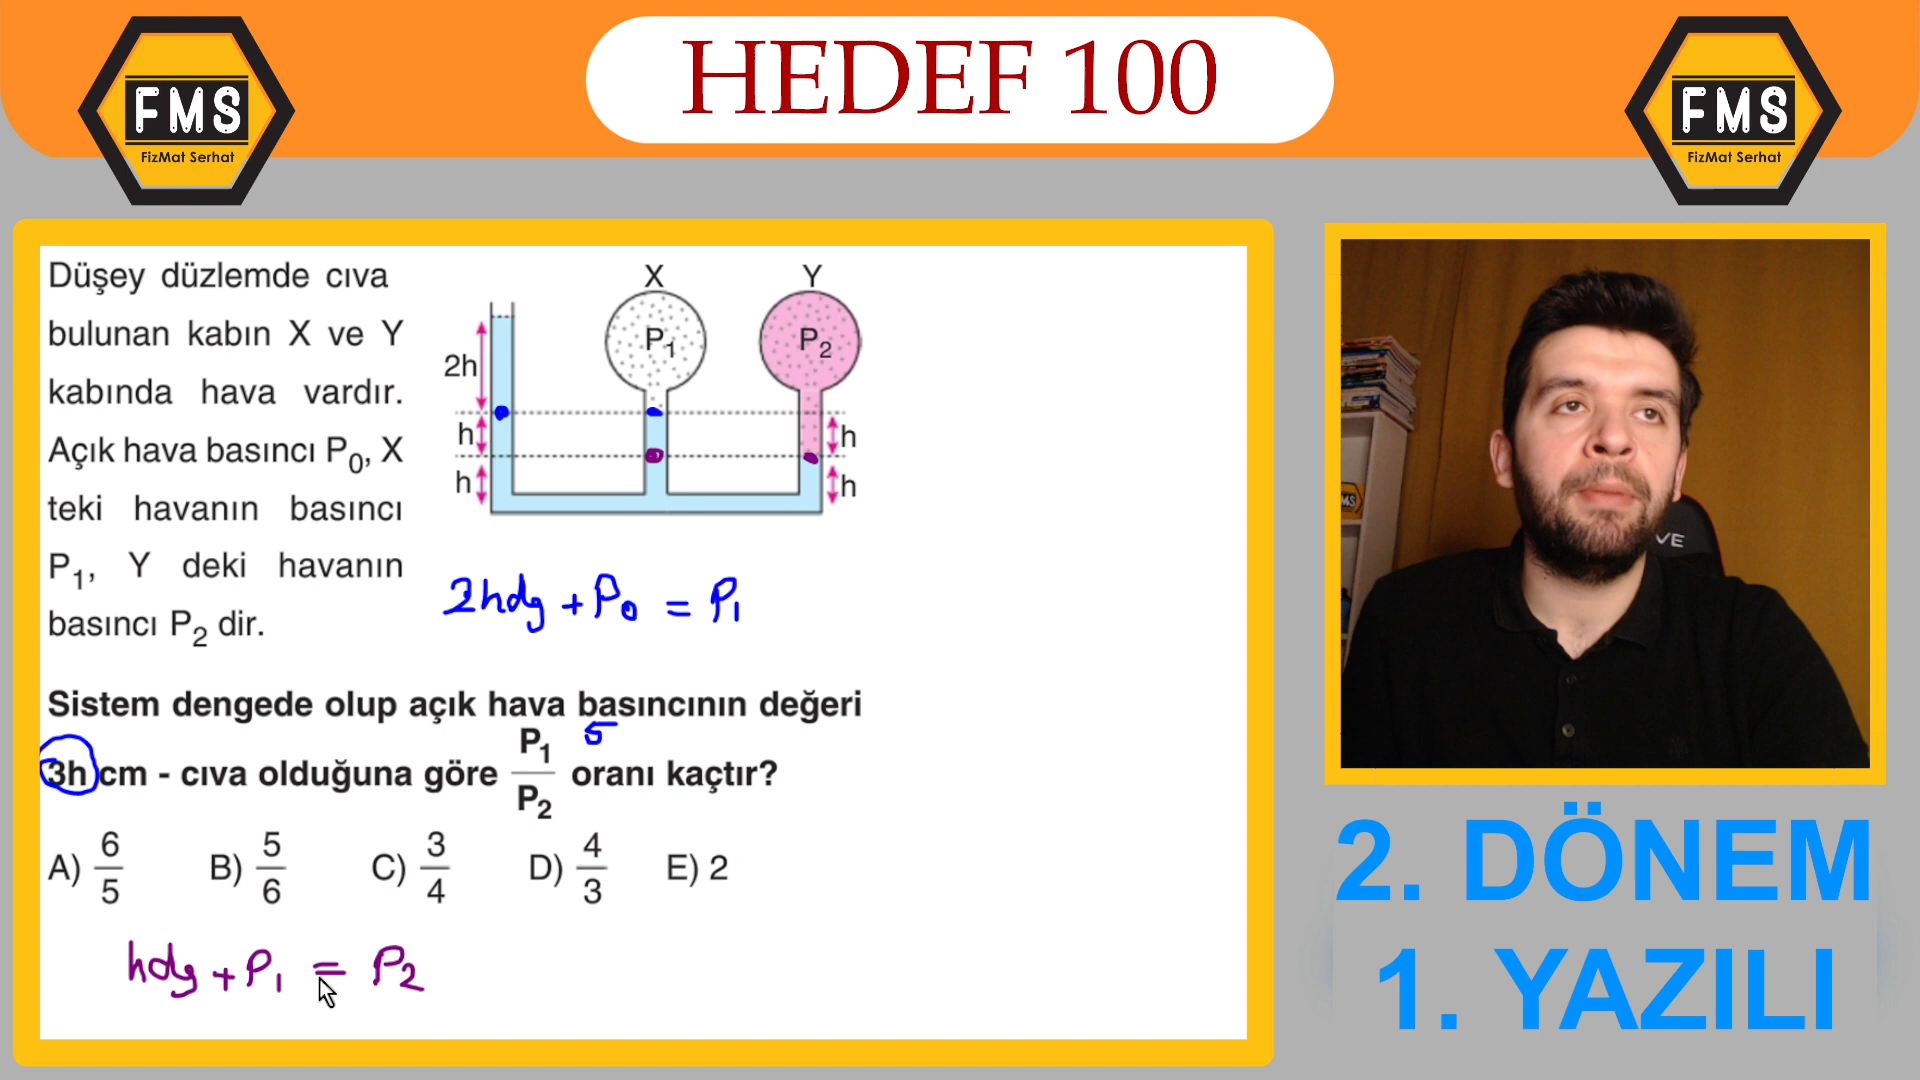 HEDEF 100
FMS
FizMat Serhat
FMS
FizMat Serhat
Düşey düzlemde cıva
bulunan kabın X ve Y
kabında hava vardır.
Açık hava basıncı P₀, X
teki havanın basıncı
P₁, Y deki havanın
basıncı P₂ dir.
X Y
P₁ P₂
2h
h h
h h
2hdg + P₀ = P₁
Sistem dengede olup açık hava basıncının değeri
3h cm - cıva olduğuna göre P₁/P₂ oranı kaçtır?
5
A) 6/5 B) 5/6 C) 3/4 D) 4/3 E) 2
hdg + P₁ = P₂
VE
MS
2. DÖNEM
1. YAZILI